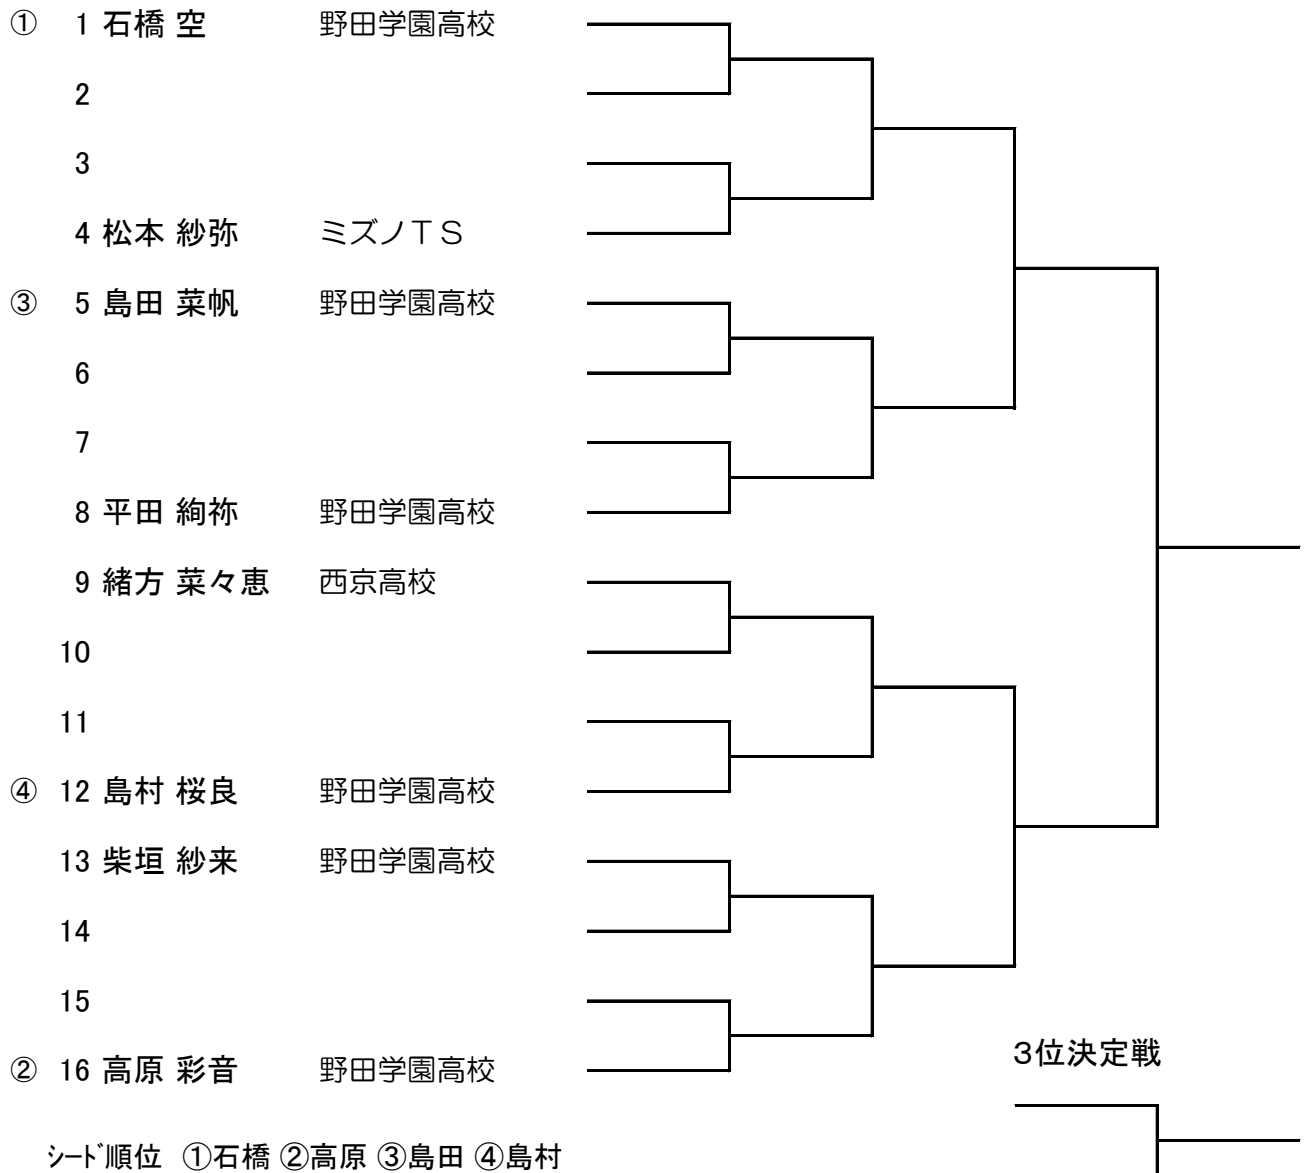 ① 1 石橋 空 野田学園高校
2
3
4 松本 紗弥 ミズノＴＳ
③ 5 島田 菜帆 野田学園高校
6
7
8 平田 絢祢 野田学園高校
9 緒方 菜々恵 西京高校
10
11
④ 12 島村 桜良 野田学園高校
13 柴垣 紗来 野田学園高校
14
15
② 16 高原 彩音 野田学園高校
3位決定戦
ｼｰﾄﾞ順位 ①石橋 ②高原 ③島田 ④島村